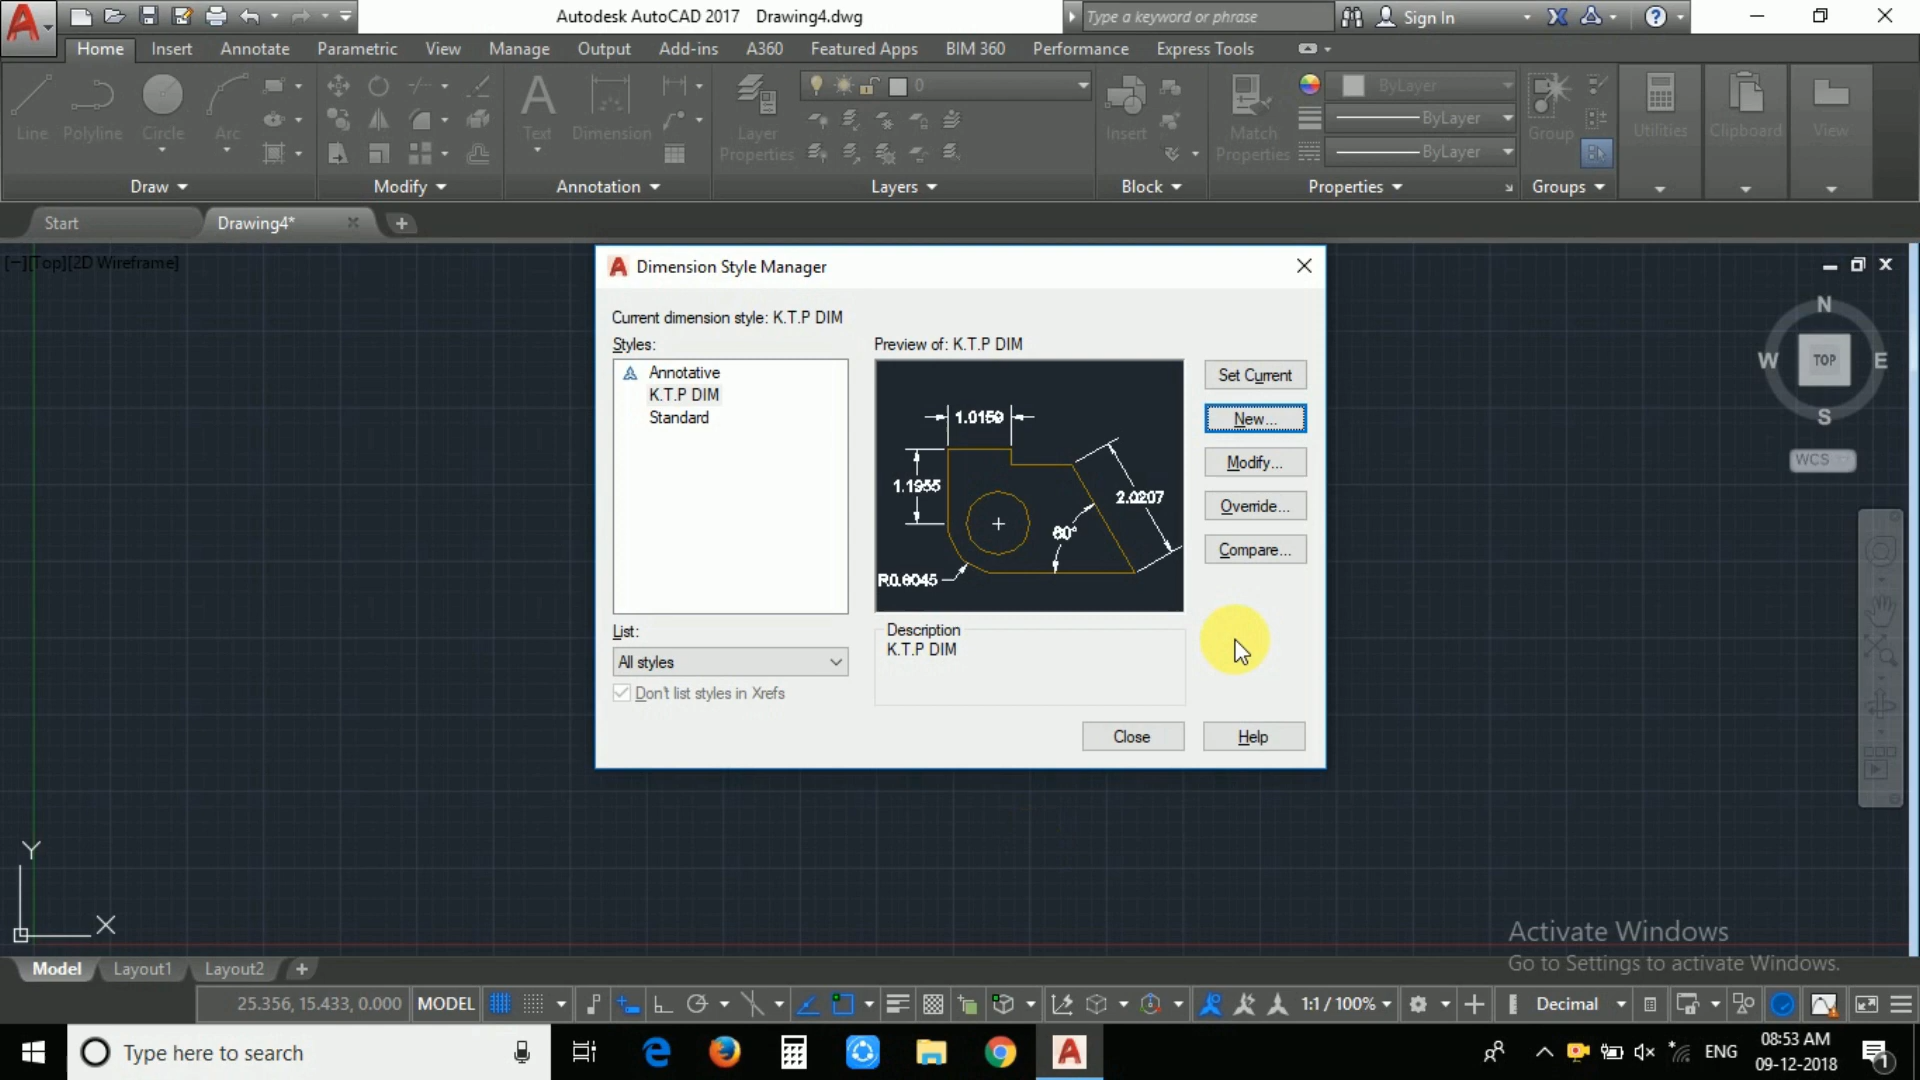 Autodesk AutoCAD 2017 Drawing4.dwg
Type a keyword or phrase
Sign In
Home Insert Annotate Parametric View Manage Output Add-ins A360 Featured Apps BIM 360 Performance Express Tools
0
ByLayer
Line Polyline Circle Arc
Text Dimension
Layer
Properties
Insert
Match
Properties
ByLayer
ByLayer
Group
Utilities
Clipboard
View
Draw Modify Annotation Layers Block Properties Groups
Start Drawing4*
[−][Top][2D Wireframe]
Dimension Style Manager
Current dimension style: K.T.P DIM
Styles:
Annotative
K.T.P DIM
Standard
Preview of: K.T.P DIM
1.0159
1.1955
2.0207
60°
R0.8045
Set Current
New...
Modify...
Override...
Compare...
List:
All styles
Don't list styles in Xrefs
Description
K.T.P DIM
Close Help
N
W TOP E
S
WCS
Y
X
Activate Windows
Go to Settings to activate Windows.
Model Layout1 Layout2
25.356, 15.433, 0.000 MODEL 1:1 / 100% Decimal
Type here to search
ENG
08:53 AM
09-12-2018
1